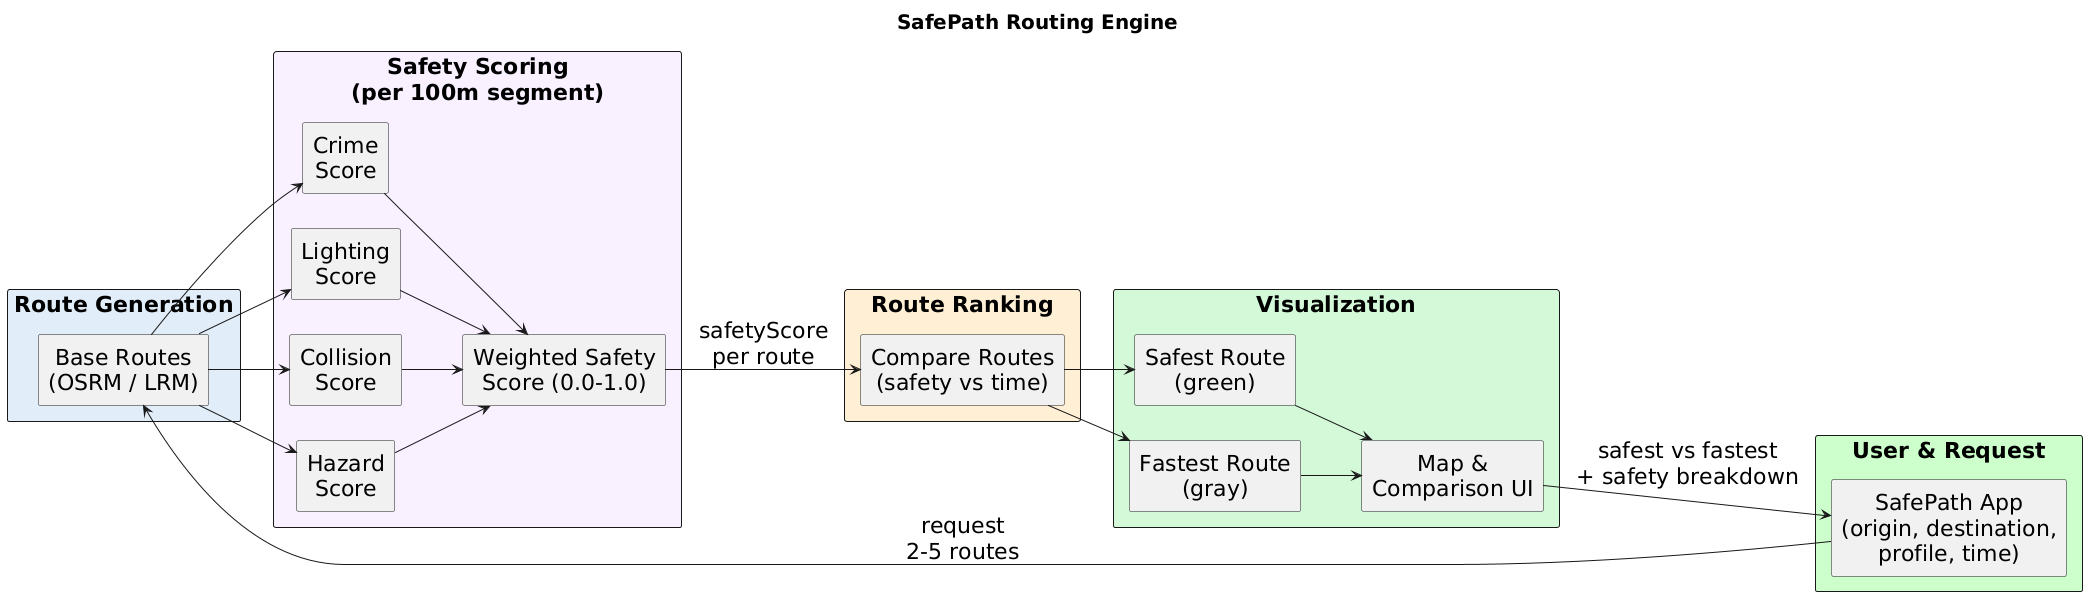 SafePath Routing Engine
Safety Scoring
(per 100m segment)
Crime
Score
Lighting
Score
Route Generation
Base Routes
(OSRM / LRM)
Collision
Score
Weighted Safety
Score (0.0-1.0)
Hazard
Score
safetyScore
per route
Route Ranking
Compare Routes
(safety vs time)
Visualization
Safest Route
(green)
Fastest Route
(gray)
Map &
Comparison UI
safest vs fastest
+ safety breakdown
User & Request
SafePath App
(origin, destination,
profile, time)
request
2-5 routes